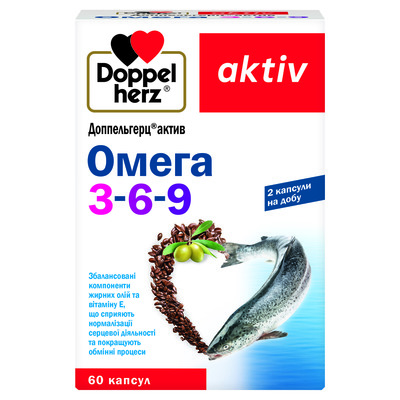 Doppel
herz®
aktiv
Доппельгерц® актив
Омега
3-6-9
2 капсули
на добу
Збалансовані
компоненти
жирних олій та
вітаміну Е,
що сприяють
нормалізації
серцевої діяльності
та покращують
обмінні процеси
60 капсул